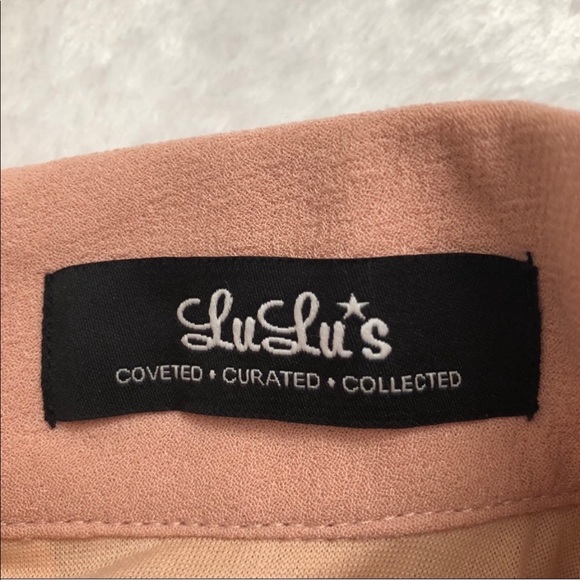 LuLu's
COVETED • CURATED • COLLECTED